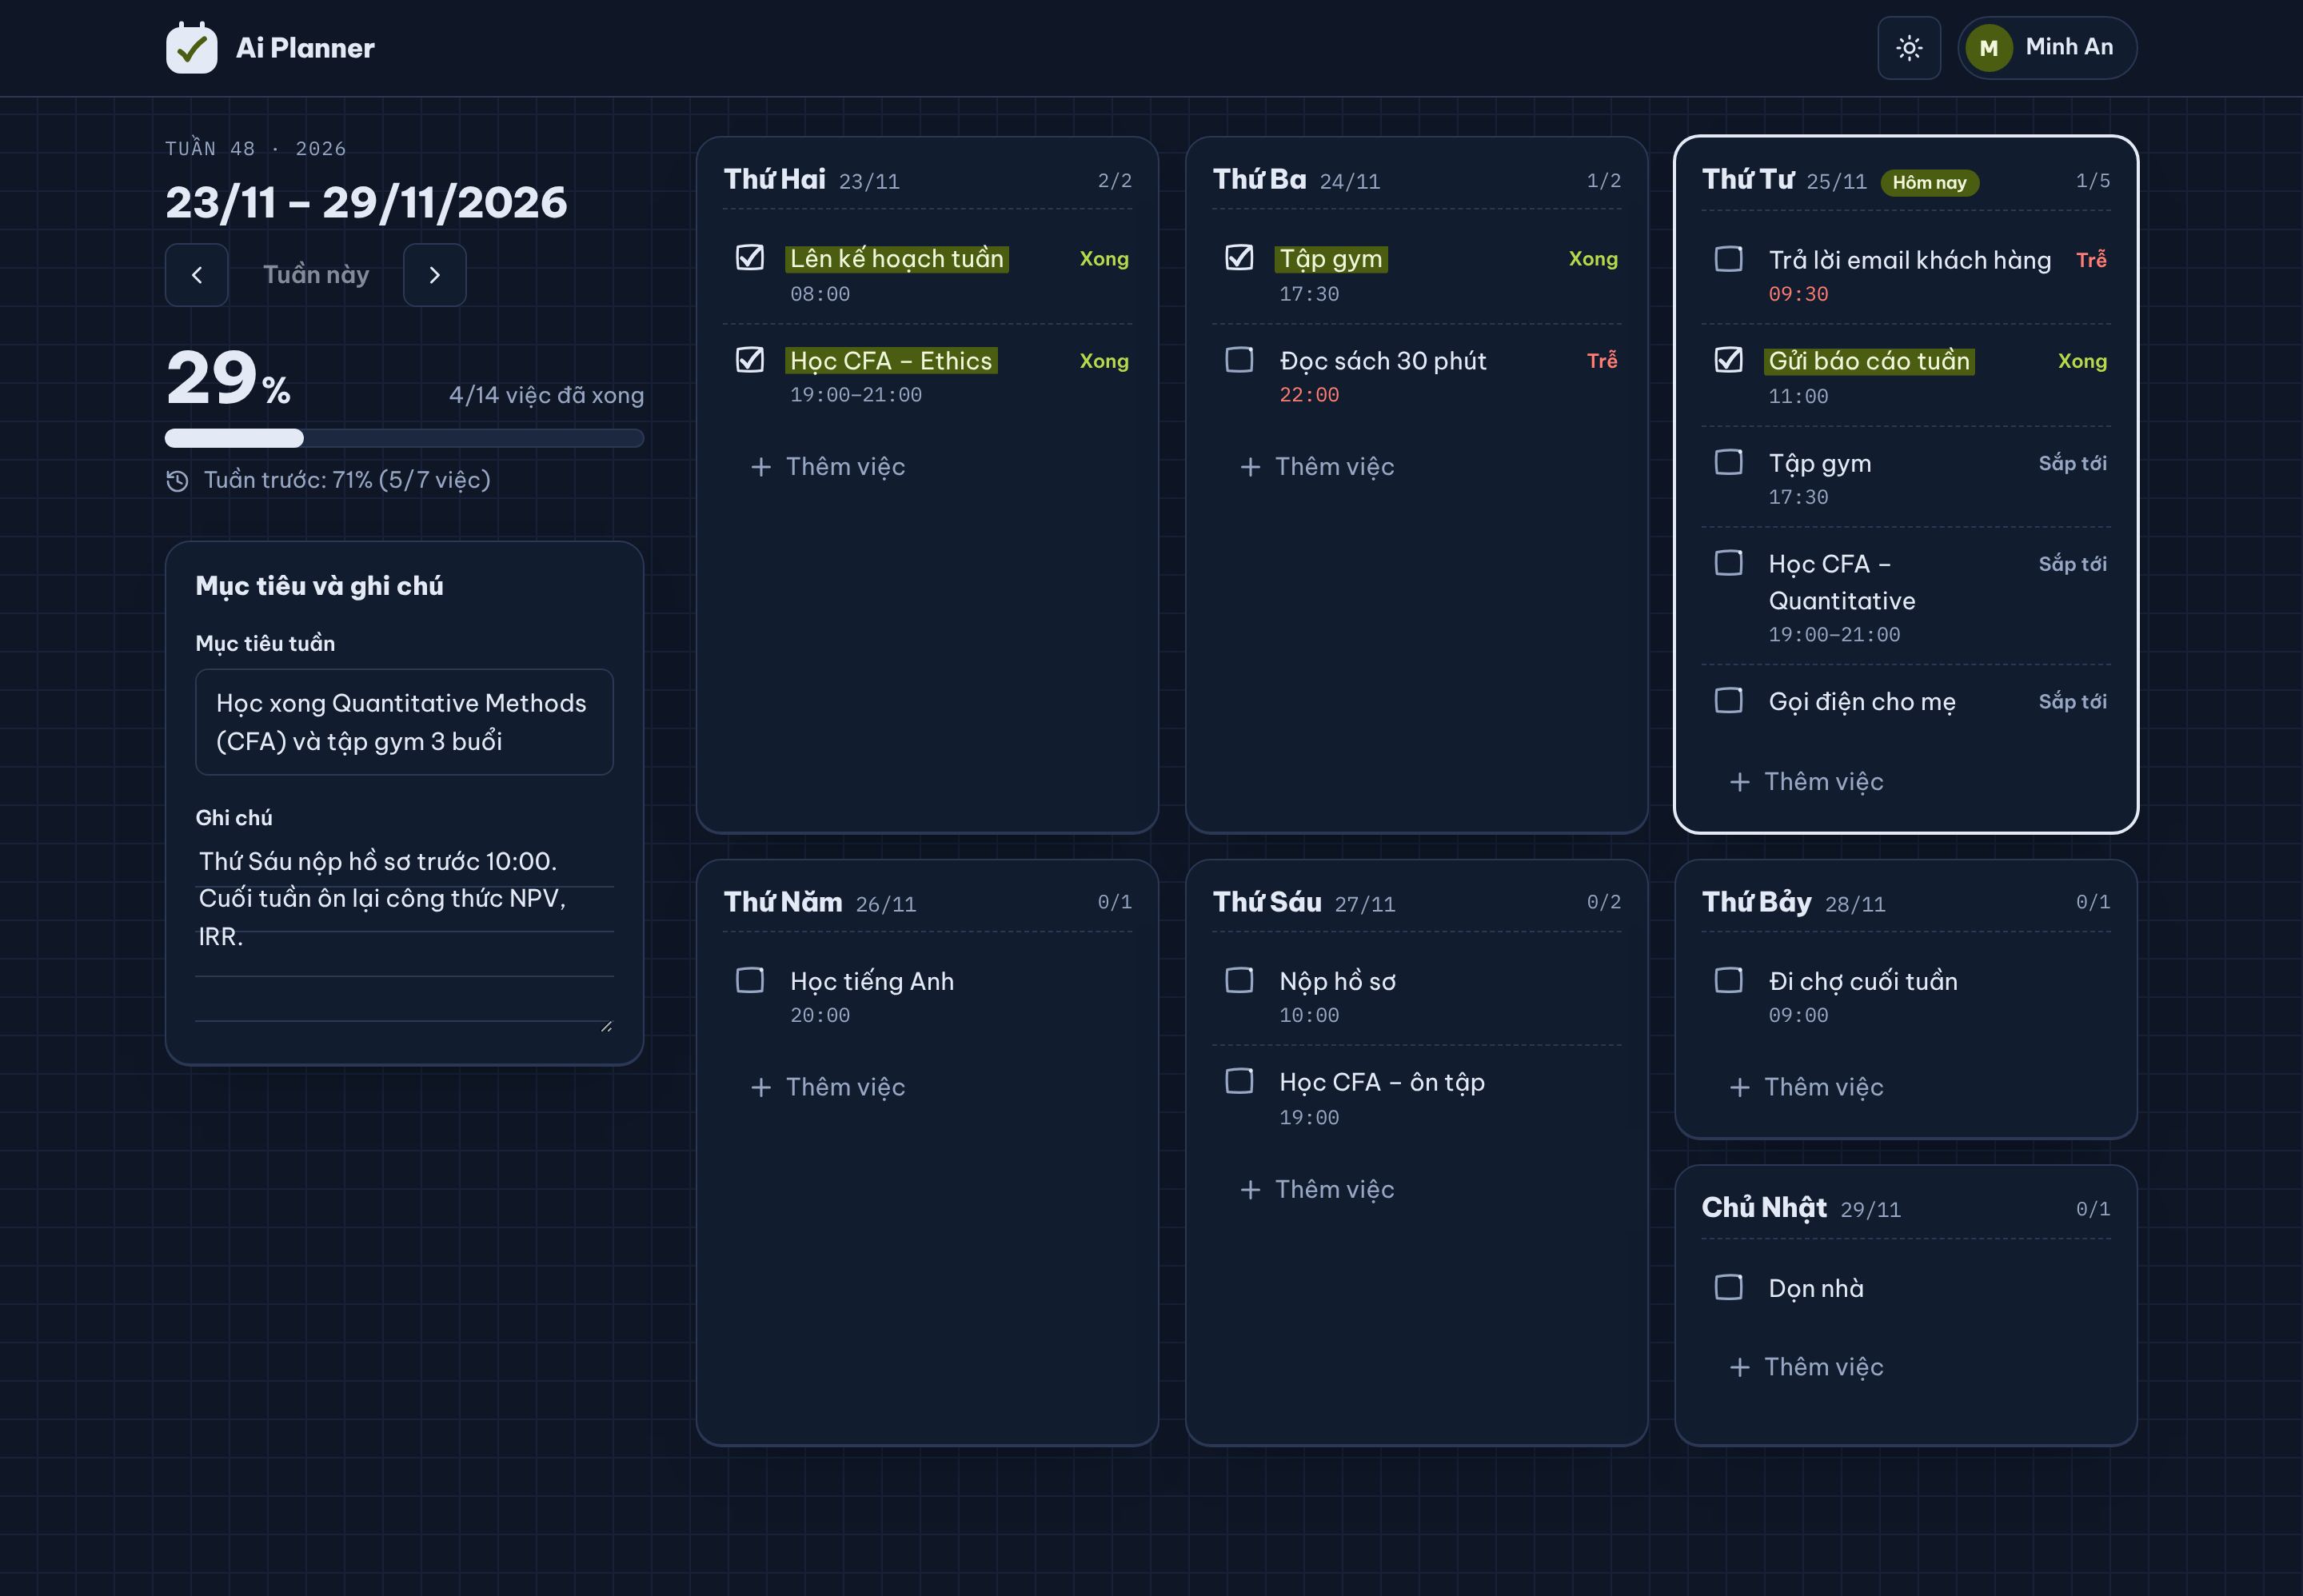 Ai Planner
M Minh An
TUẦN 48 · 2026
23/11 – 29/11/2026
Tuần này
29%
4/14 việc đã xong
Tuần trước: 71% (5/7 việc)
Mục tiêu và ghi chú
Mục tiêu tuần
Học xong Quantitative Methods
(CFA) và tập gym 3 buổi
Ghi chú
Thứ Sáu nộp hồ sơ trước 10:00.
Cuối tuần ôn lại công thức NPV,
IRR.
Thứ Hai 23/11 2/2
Lên kế hoạch tuần Xong
08:00
Học CFA – Ethics Xong
19:00–21:00
+ Thêm việc
Thứ Ba 24/11 1/2
Tập gym Xong
17:30
Đọc sách 30 phút Trễ
22:00
+ Thêm việc
Thứ Tư 25/11 Hôm nay 1/5
Trả lời email khách hàng Trễ
09:30
Gửi báo cáo tuần Xong
11:00
Tập gym Sắp tới
17:30
Học CFA – Sắp tới
Quantitative
19:00–21:00
Gọi điện cho mẹ Sắp tới
+ Thêm việc
Thứ Năm 26/11 0/1
Học tiếng Anh
20:00
+ Thêm việc
Thứ Sáu 27/11 0/2
Nộp hồ sơ
10:00
Học CFA – ôn tập
19:00
+ Thêm việc
Thứ Bảy 28/11 0/1
Đi chợ cuối tuần
09:00
+ Thêm việc
Chủ Nhật 29/11 0/1
Dọn nhà
+ Thêm việc